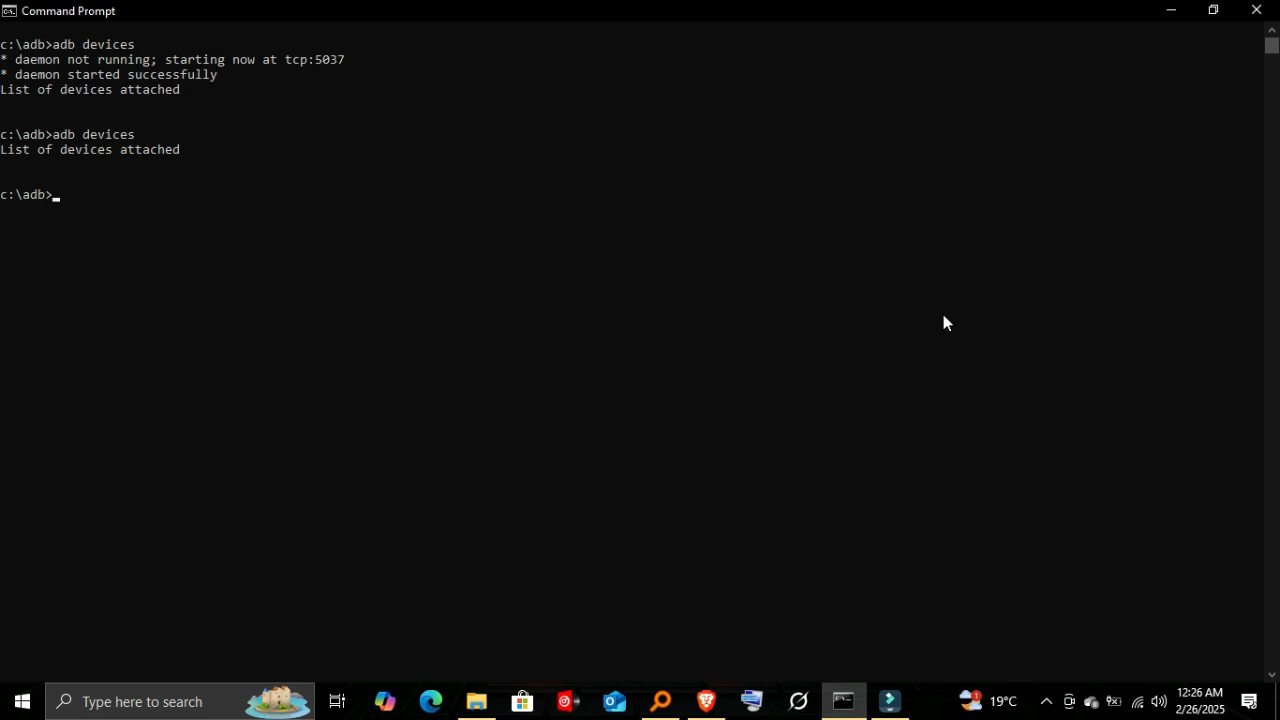 Command Prompt
c:\adb>adb devices
* daemon not running; starting now at tcp:5037
* daemon started successfully
List of devices attached
c:\adb>adb devices
List of devices attached
c:\adb>
Type here to search
1
19°C
12:26 AM
2/26/2025